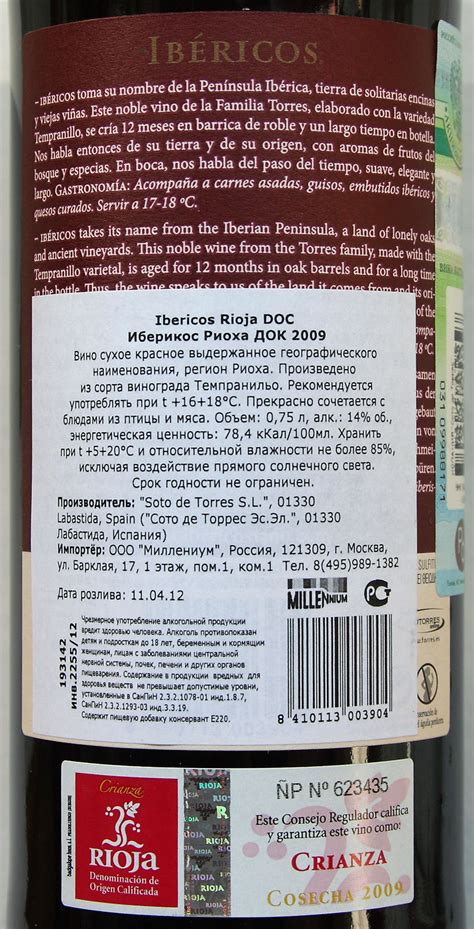 IBÉRICOS
– IBÉRICOS toma su nombre de la Península Ibérica, tierra de solitarias encinas
y viejas viñas. Este noble vino de la Familia Torres, elaborado con la variedad
Tempranillo, se cría 12 meses en barrica de roble y un largo tiempo en botella.
Nos habla entonces de su tierra y de su origen, con aromas de frutos del
bosque y especias. En boca, nos habla del paso del tiempo, suave, elegante y
largo. GASTRONOMÍA: Acompaña a carnes asadas, guisos, embutidos ibéricos y
quesos curados. Servir a 17-18 ºC.
– IBÉRICOS takes its name from the Iberian Peninsula, a land of lonely oaks
and ancient vineyards. This noble wine from the Torres family, made with the
Tempranillo varietal, is aged for 12 months in oak barrels and for a long time
in the bottle. Thus, the wine speaks to us of the land it comes from and its ori-
Ibericos Rioja DOC
Иберикос Риоха ДОК 2009
Вино сухое красное выдержанное географического
наименования, регион Риоха. Произведено
из сорта винограда Темпранильо. Рекомендуется
употреблять при t +16+18°C. Прекрасно сочетается с
блюдами из птицы и мяса. Объем: 0,75 л, алк.: 14% об.,
энергетическая ценность: 78,4 кКал/100мл. Хранить
при t +5+20°C и относительной влажности не более 85%,
исключая воздействие прямого солнечного света.
Срок годности не ограничен.
Производитель: "Soto de Torres S.L.", 01330
Labastida, Spain ("Сото де Торрес Эс.Эл.", 01330
Лабастида, Испания)
Импортёр: ООО "Миллениум", Россия, 121309, г. Москва,
ул. Барклая, 17, 1 этаж, пом.1, ком.1 Тел. 8(495)989-1382
Дата розлива: 11.04.12
MILLENNIUM
193142
инв.2255/12
Чрезмерное употребление алкогольной продукции
вредит здоровью человека. Алкоголь противопоказан
детям и подросткам до 18 лет, беременным и кормящим
женщинам, лицам с заболеваниями центральной
нервной системы, почек, печени и других органов
пищеварения. Содержание в продукции вредных для
здоровья веществ не превышает допустимые уровни,
установленные в СанПиН 2.3.2.1078-01 инд.1.8.7,
СанПин 2.3.2.1293-03 инд.3.3.19.
Содержит пищевую добавку консервант Е220.
8 410113 003904
031 09988171
Crianza
RIOJA
Denominación de
Origen Calificada
ÑP Nº 623435
Este Consejo Regulador califica
y garantiza este vino como:
CRIANZA
COSECHA 2009